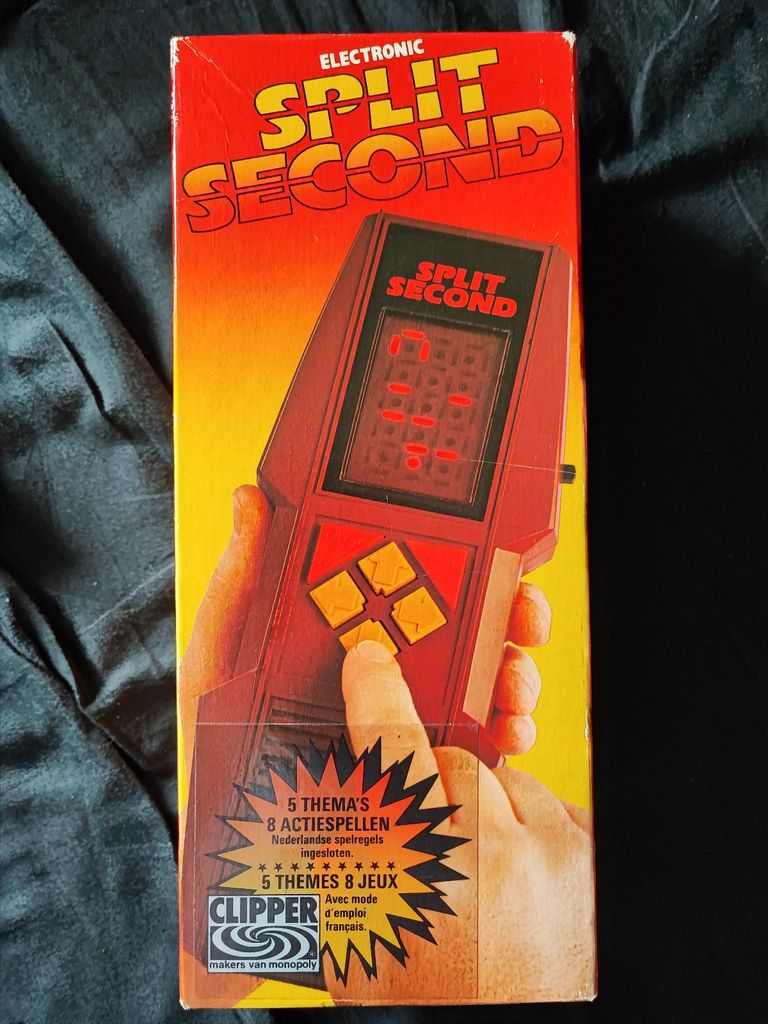 ELECTRONIC
SPLIT
SECOND
SPLIT
SECOND
5 THEMA'S
8 ACTIESPELLEN
Nederlandse spelregels
ingesloten.
5 THEMES 8 JEUX
Avec mode
d'emploi
français.
CLIPPER
makers van monopoly